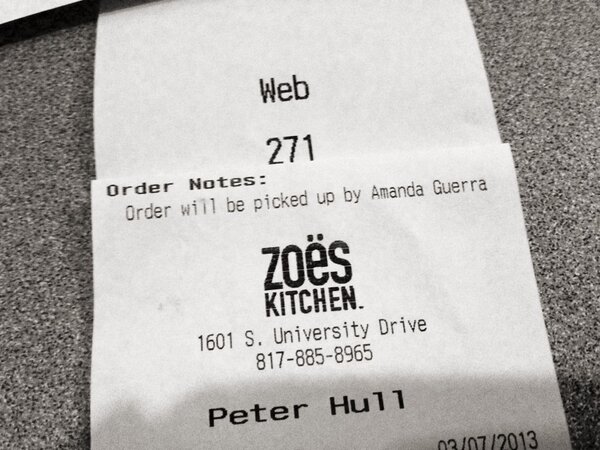 Web
271
Order Notes:
Order will be picked up by Amanda Guerra
ZOËS
KITCHEN.
1601 S. University Drive
817-885-8965
Peter Hull
03/07/2013